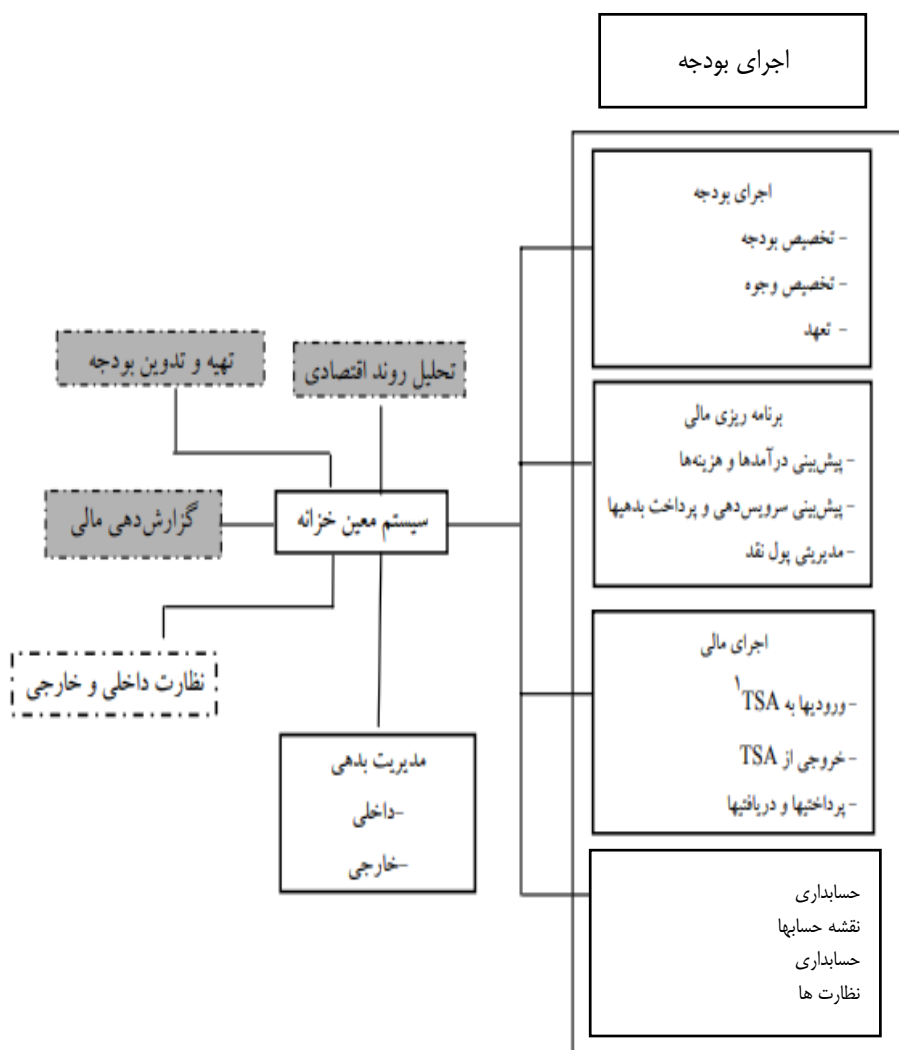 اجرای بودجه
اجرای بودجه
- تخصیص بودجه
- تخصیص وجوه
- تعهد
تحلیل روند اقتصادی
تهیه و تدوین بودجه
برنامه ریزی مالی
- پیش‌بینی درآمدها و هزینه‌ها
- پیش‌بینی سرویس‌دهی و پرداخت بدهیها
- مدیریتی پول نقد
سیستم معین خزانه
گزارش‌دهی مالی
اجرای مالی
- ورودیها به TSA۱
- خروجی از TSA
- پرداختیها و دریافتیها
نظارت داخلی و خارجی
مدیریت بدهی
-داخلی
-خارجی
حسابداری
نقشه حسابها
حسابداری
نظارت ها